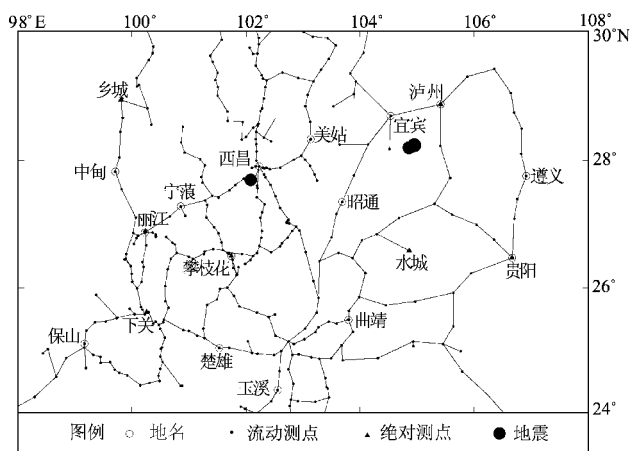 98°E 100° 102° 104° 106° 108°
30°N
乡城
泸州
宜宾
美姑
西昌
28°
中甸
遵义
宁蒗
昭通
丽江
攀枝花
水城
贵阳
26°
下关
曲靖
保山
楚雄
玉溪
24°
图例 地名 流动测点 绝对测点 地震